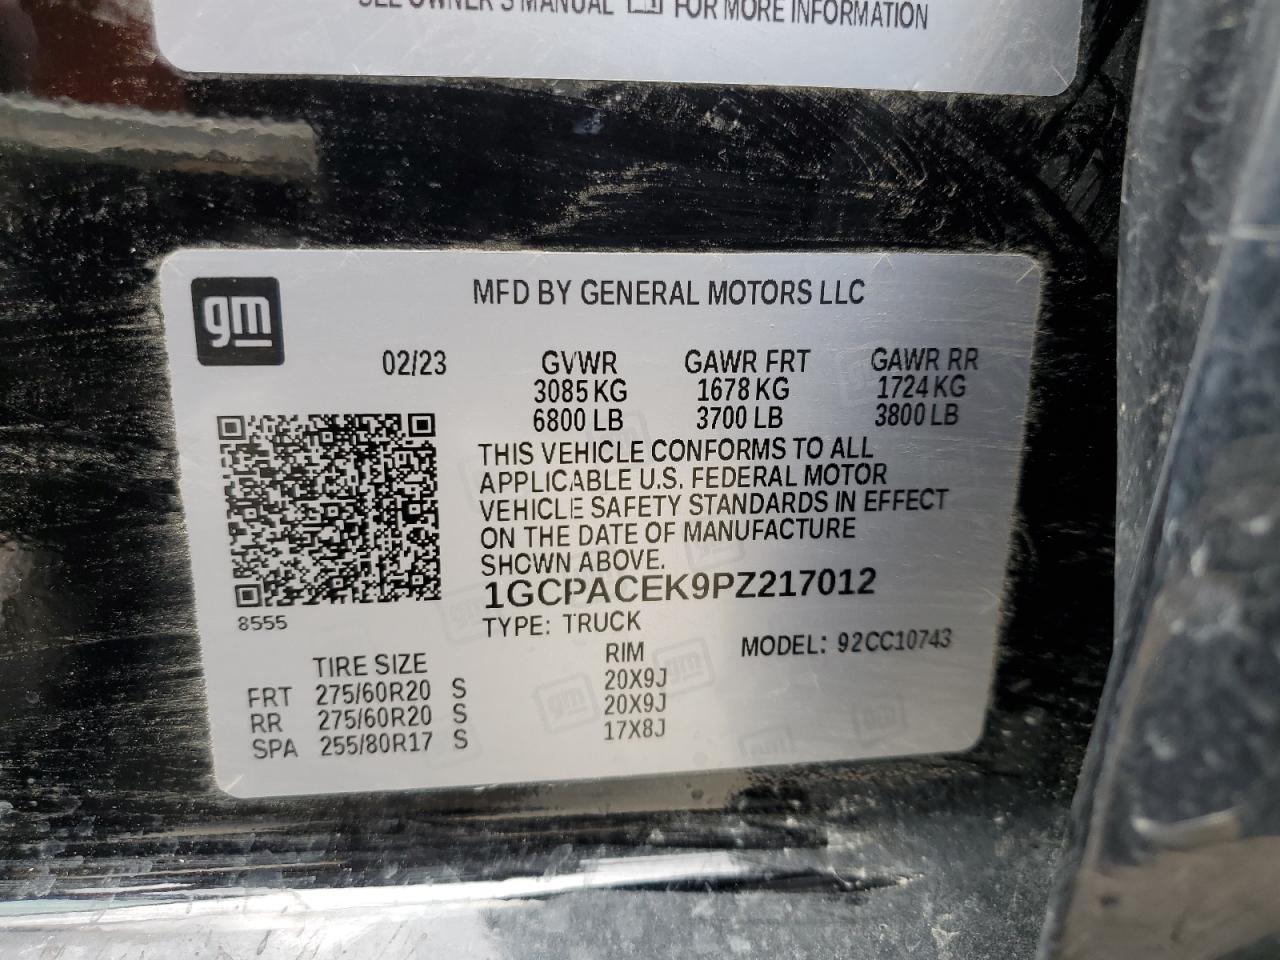 SEE OWNER'S MANUAL FOR MORE INFORMATION
gm
MFD BY GENERAL MOTORS LLC
02/23 GVWR GAWR FRT GAWR RR
3085 KG 1678 KG 1724 KG
6800 LB 3700 LB 3800 LB
THIS VEHICLE CONFORMS TO ALL
APPLICABLE U.S. FEDERAL MOTOR
VEHICLE SAFETY STANDARDS IN EFFECT
ON THE DATE OF MANUFACTURE
SHOWN ABOVE.
1GCPACEK9PZ217012
8555
TYPE: TRUCK
TIRE SIZE RIM MODEL: 92CC10743
FRT 275/60R20 S 20X9J
RR 275/60R20 S 20X9J
SPA 255/80R17 S 17X8J